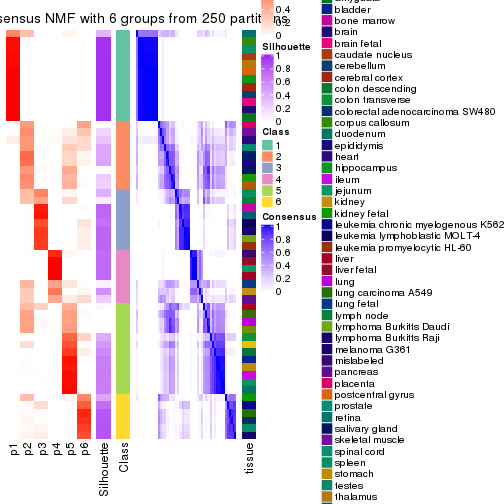 sensus NMF with 6 groups from 250 partitions
p1
p2
p3
p4
p5
p6
Silhouette
Class
tissue
0.4
0.2
0
Silhouette
1
0.8
0.6
0.4
0.2
0
Class
1
2
3
4
5
6
Consensus
1
0.8
0.6
0.4
0.2
0
bladder
bone marrow
brain
brain fetal
caudate nucleus
cerebellum
cerebral cortex
colon descending
colon transverse
colorectal adenocarcinoma SW480
corpus callosum
duodenum
epididymis
heart
hippocampus
ileum
jejunum
kidney
kidney fetal
leukemia chronic myelogenous K562
leukemia lymphoblastic MOLT-4
leukemia promyelocytic HL-60
liver
liver fetal
lung
lung carcinoma A549
lung fetal
lymph node
lymphoma Burkitts Daudi
lymphoma Burkitts Raji
melanoma G361
mislabeled
pancreas
placenta
postcentral gyrus
prostate
retina
salivary gland
skeletal muscle
spinal cord
spleen
stomach
testes
thalamus